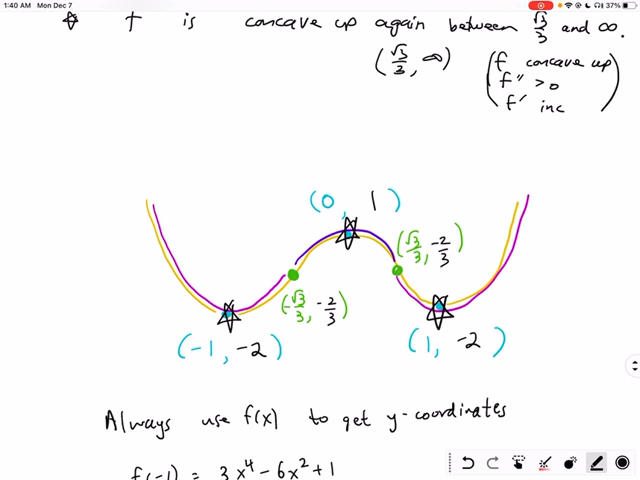 1:40 AM Mon Dec 7
37%
☆ f is concave up again between √3/3 and ∞.
(√3/3, ∞)
(f concave up
f'' >0
f' inc)
(0, 1)
(√3/3, -2/3)
(-√3/3, -2/3)
(-1, -2)
(1, -2)
Always use f(x) to get y-coordinates
f(-1) = 3x⁴ - 6x² + 1